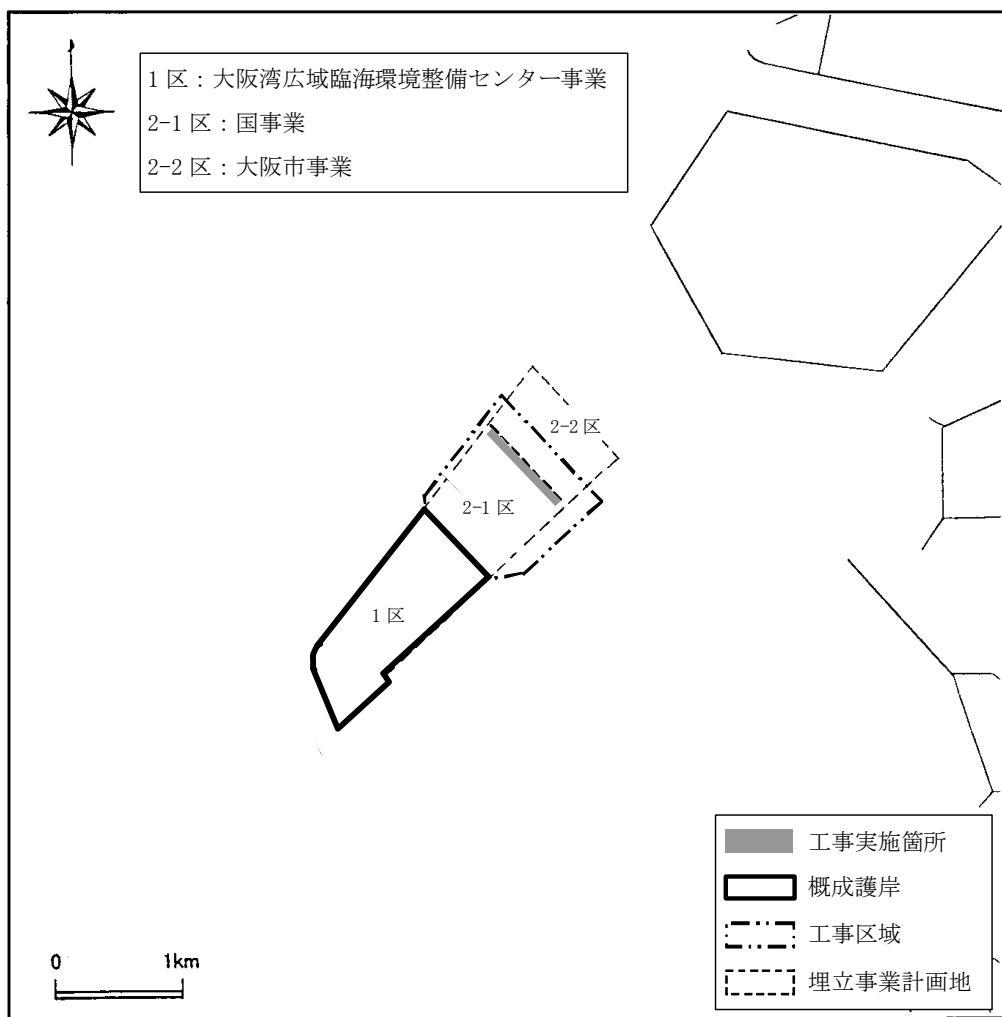 1 区：大阪湾広域臨海環境整備センター事業
2-1 区：国事業
2-2 区：大阪市事業
2-2 区
2-1 区
1 区
工事実施箇所
概成護岸
工事区域
埋立事業計画地
0 1km